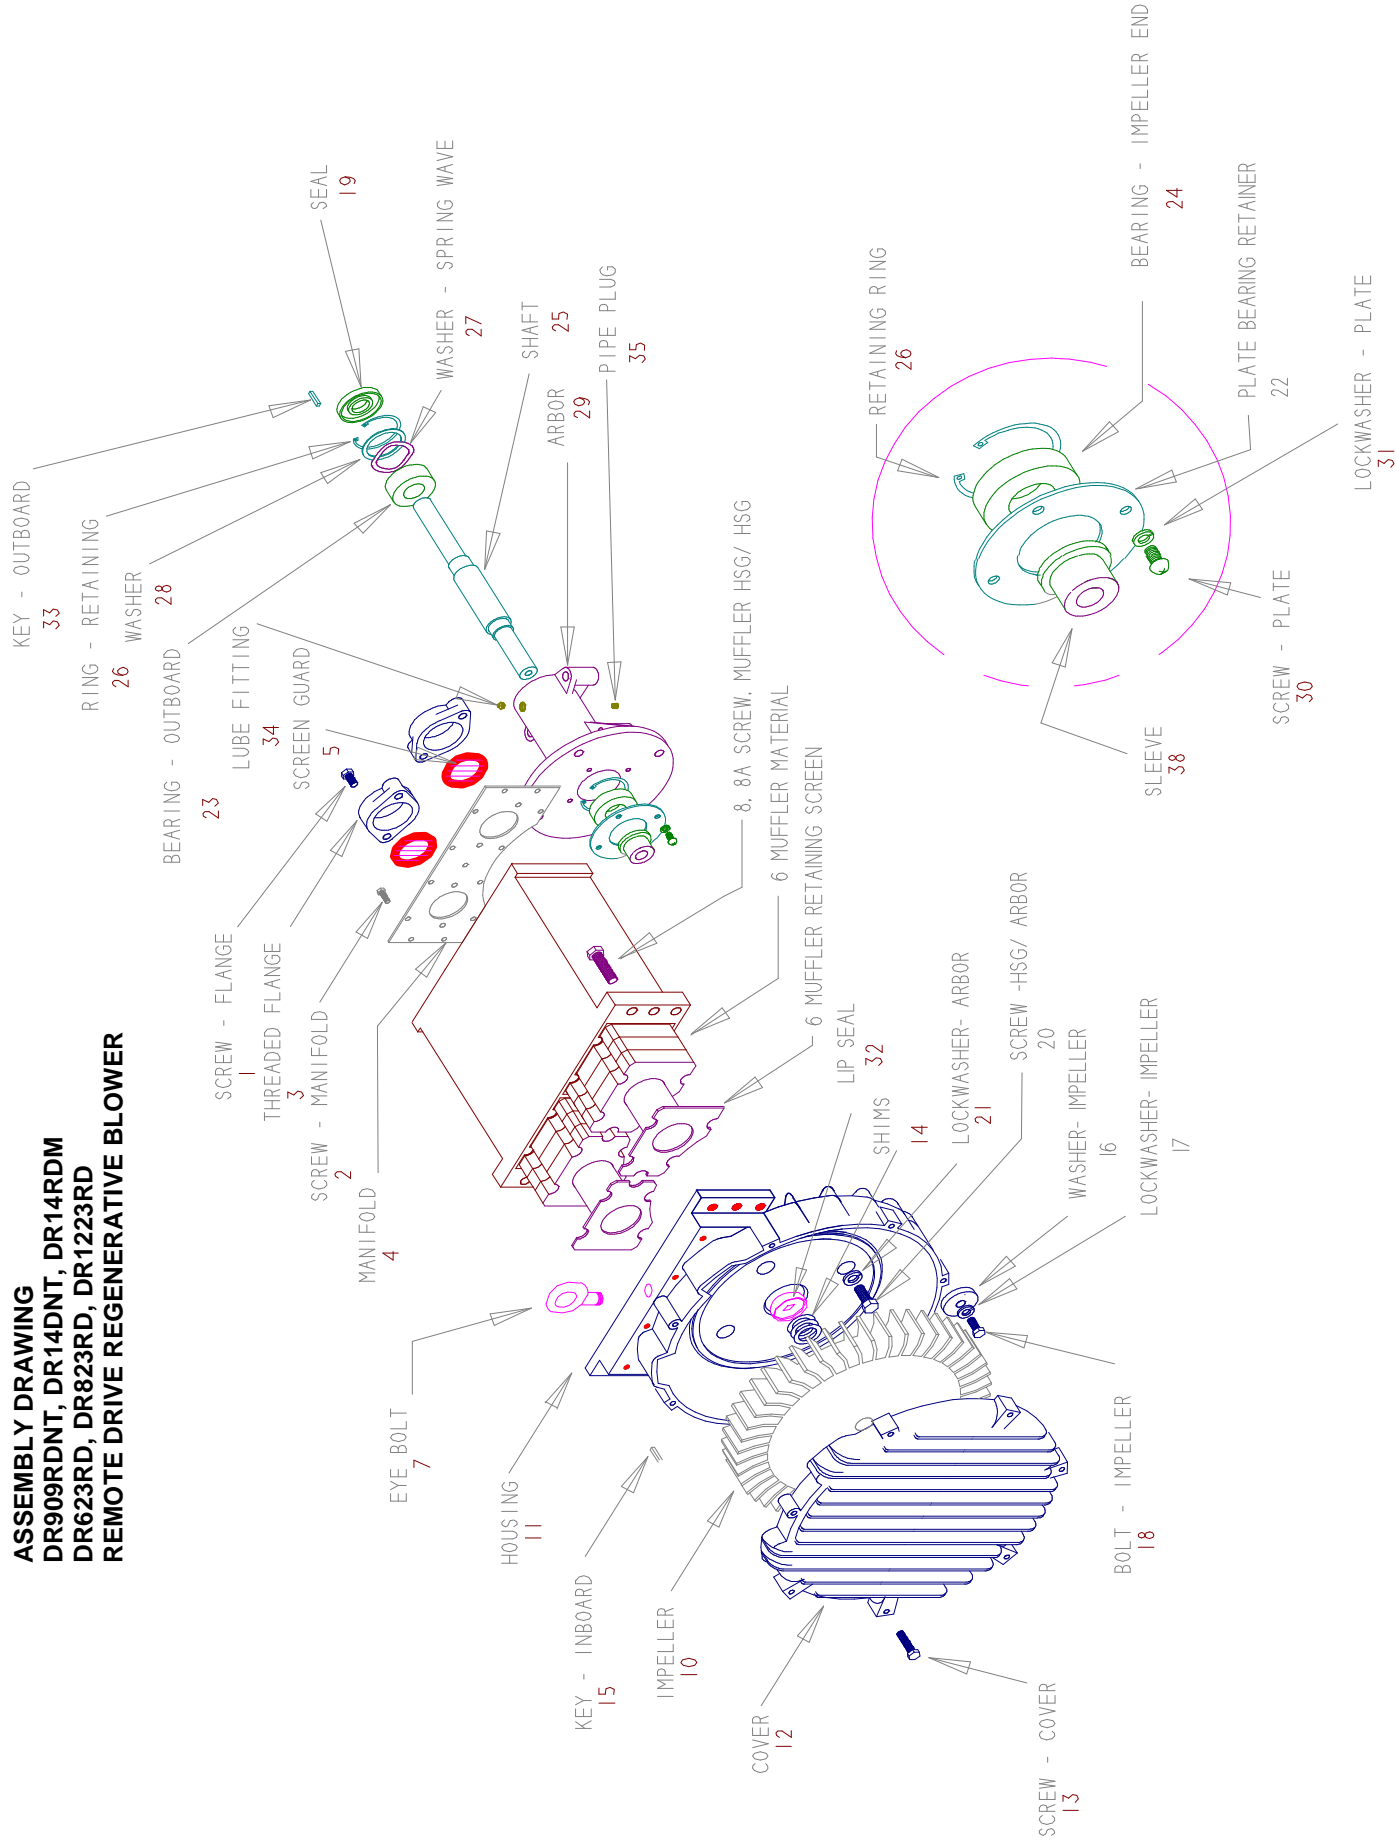 ASSEMBLY DRAWING
DR909RDNT, DR14DNT, DR14RDM
DR623RD, DR823RD, DR1223RD
REMOTE DRIVE REGENERATIVE BLOWER
KEY - OUTBOARD
33
RING - RETAINING
26
WASHER
28
BEARING - OUTBOARD
23
LUBE FITTING
34
SCREEN GUARD
5
SCREW - FLANGE
1
THREADED FLANGE
3
SCREW - MANIFOLD
2
MANIFOLD
4
EYE BOLT
7
HOUSING
11
KEY - INBOARD
15
IMPELLER
10
COVER
12
SCREW - COVER
13
SEAL
19
WASHER - SPRING WAVE
27
SHAFT
25
ARBOR
29
PIPE PLUG
35
8, 8A SCREW, MUFFLER HSG/ HSG
6 MUFFLER MATERIAL
6 MUFFLER RETAINING SCREEN
LIP SEAL
32
SHIMS
14
LOCKWASHER- ARBOR
21
SCREW -HSG/ ARBOR
20
WASHER- IMPELLER
16
LOCKWASHER- IMPELLER
17
BOLT - IMPELLER
18
RETAINING RING
26
BEARING - IMPELLER END
24
PLATE BEARING RETAINER
22
LOCKWASHER - PLATE
31
SCREW - PLATE
30
SLEEVE
38